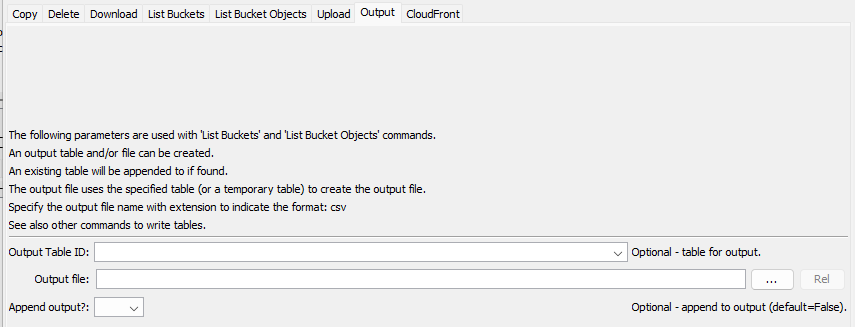 Copy Delete Download List Buckets List Bucket Objects Upload Output CloudFront
The following parameters are used with 'List Buckets' and 'List Bucket Objects' commands.
An output table and/or file can be created.
An existing table will be appended to if found.
The output file uses the specified table (or a temporary table) to create the output file.
Specify the output file name with extension to indicate the format: csv
See also other commands to write tables.
Output Table ID: Optional - table for output.
Output file: ... Rel
Append output?: Optional - append to output (default=False).